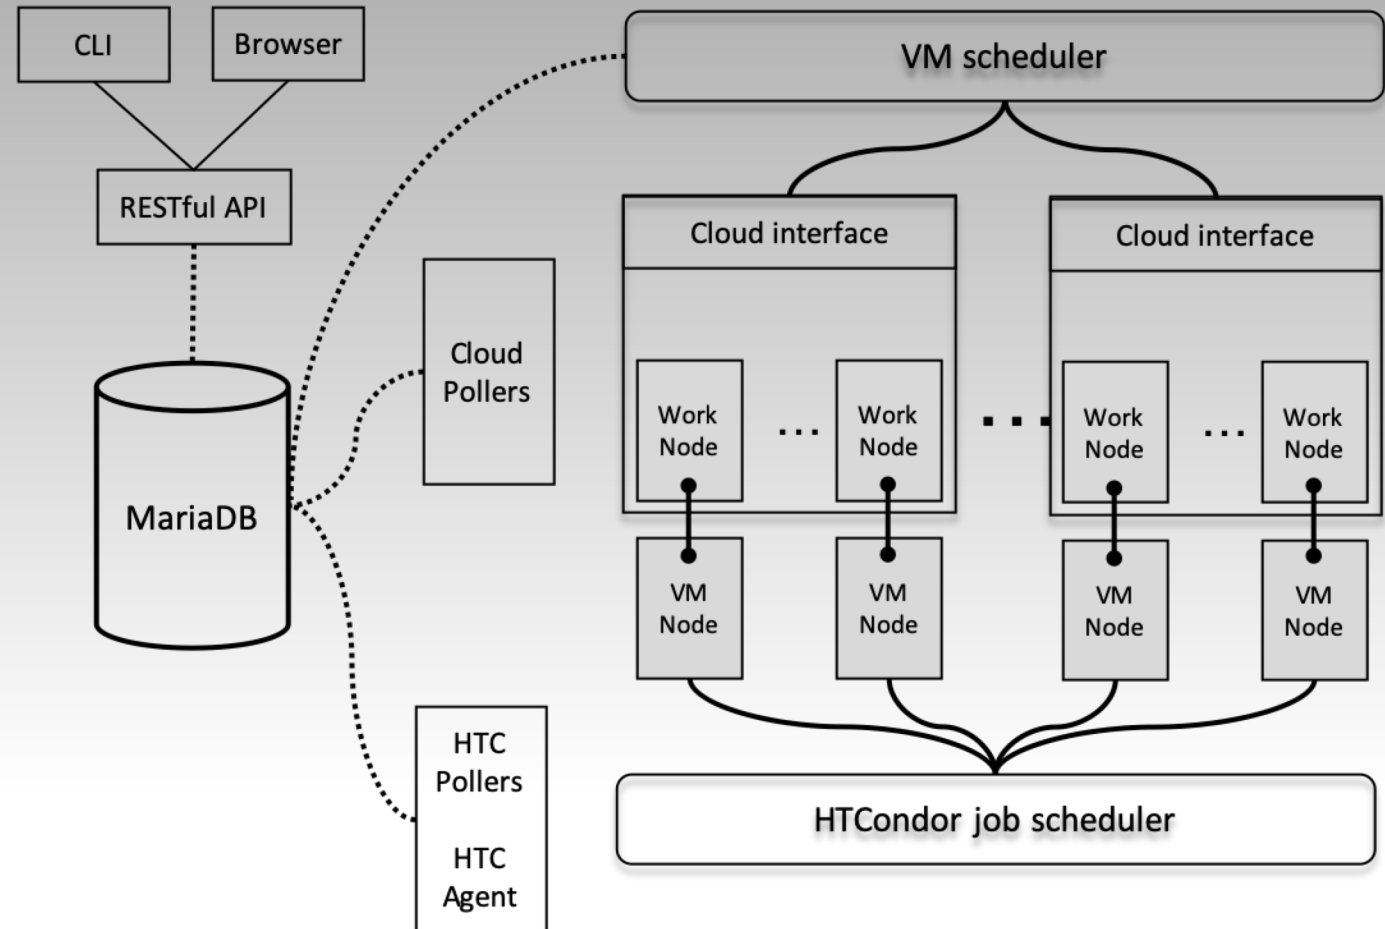 CLI
Browser
VM scheduler
RESTful API
Cloud interface
Cloud interface
Cloud
Pollers
Work
Node
...
Work
Node
...
Work
Node
...
Work
Node
MariaDB
VM
Node
VM
Node
VM
Node
VM
Node
HTC
Pollers
HTC
Agent
HTCondor job scheduler